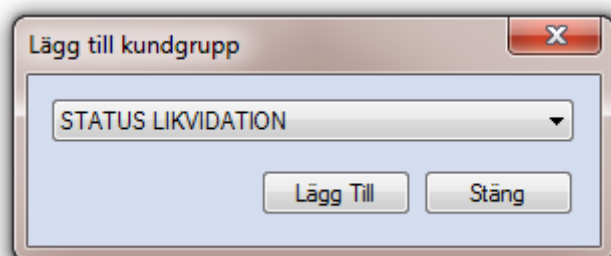 Lägg till kundgrupp
STATUS LIKVIDATION
Lägg Till
Stäng